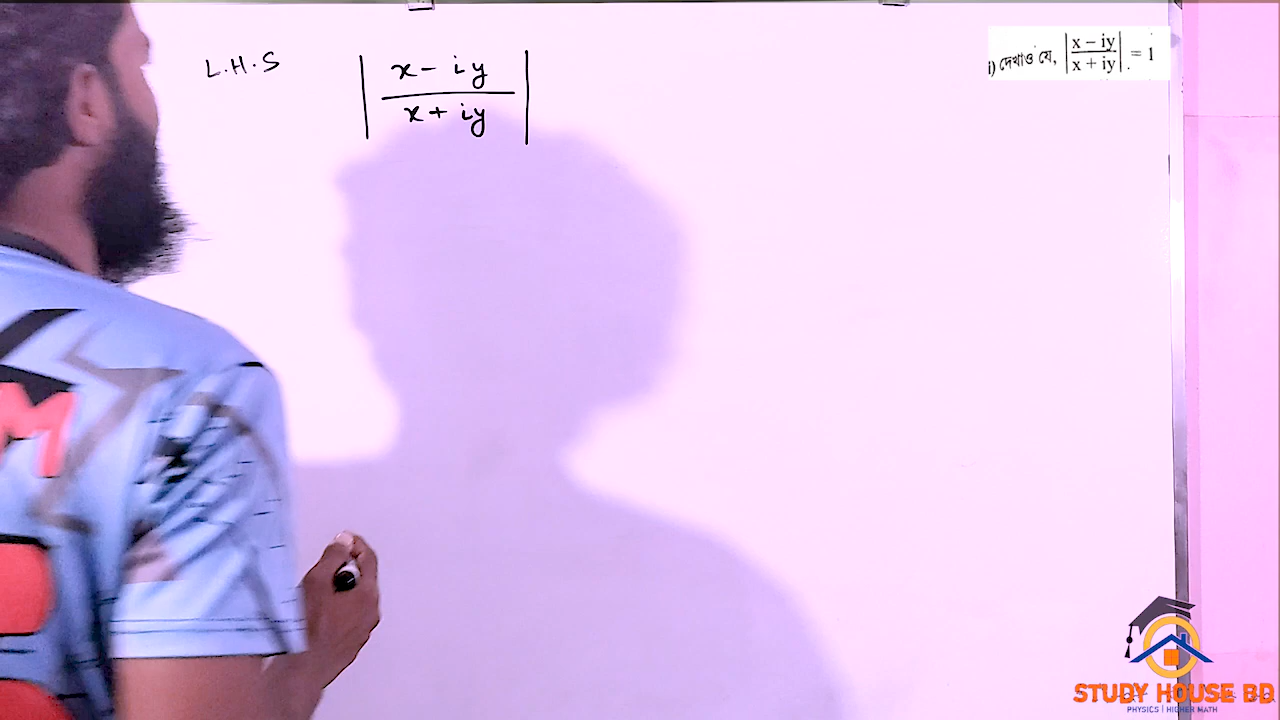 L.H.S | x - iy / x + iy |
i) দেখাও যে, | x - iy / x + iy | = 1
M
STUDY HOUSE BD
PHYSICS | HIGHER MATH